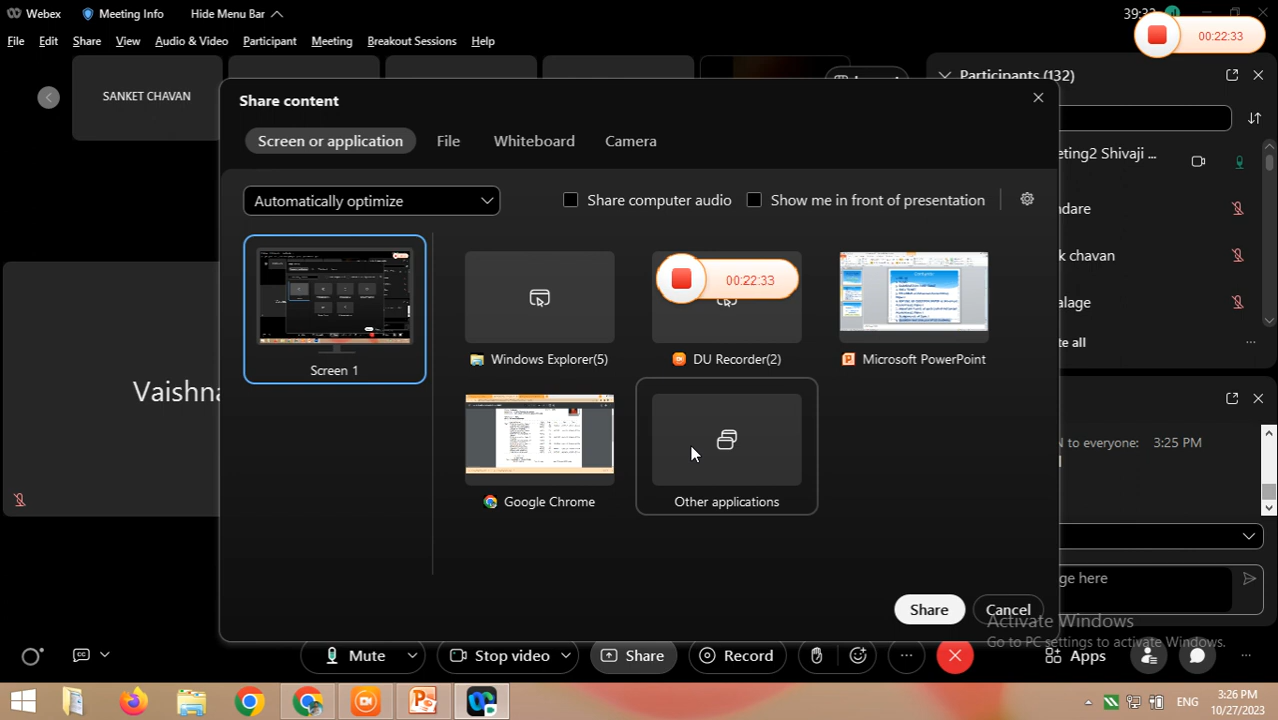 Webex Meeting Info Hide Menu Bar 39:33
File Edit Share View Audio & Video Participant Meeting Breakout Sessions Help
00:22:33
Participants (132)
SANKET CHAVAN
Share content
Screen or application File Whiteboard Camera
Automatically optimize
Share computer audio
Show me in front of presentation
Screen 1
00:22:33
Windows Explorer(5)
DU Recorder(2)
Microsoft PowerPoint
Google Chrome
Other applications
Share
Cancel
Vaishna
eting2 Shivaji ...
ndare
k chavan
alage
te all
N to everyone: 3:25 PM
ge here
Activate Windows
Go to PC settings to activate Windows.
Mute Stop video Share Record Apps
CC
ENG
3:26 PM
10/27/2023